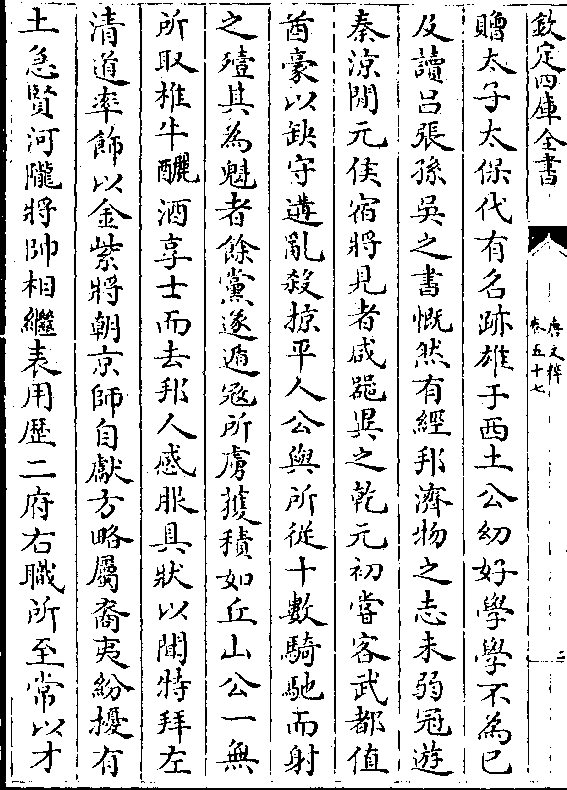 欽定四庫全書
唐文粹
卷五十七
二
贈太子太保代有名跡雄于西土公幼好學學不為已
及讀吕張孫吳之書慨然有經邦濟物之志未弱冠遊
秦涼間元侯宿將見者咸器異之乾元初嘗客武都值
酋豪以缺守遘亂殺掠平人公與所從十數騎馳而射
之殪其為魁者餘黨遂遁冦所虜獲積如丘山公一無
所取椎牛釃酒享士而去邦人感服具狀以聞特拜左
清道率飾以金紫將朝京師自獻方略屬裔夷紛擾有
土急賢河隴將帥相繼表用歴二府右職所至常以才